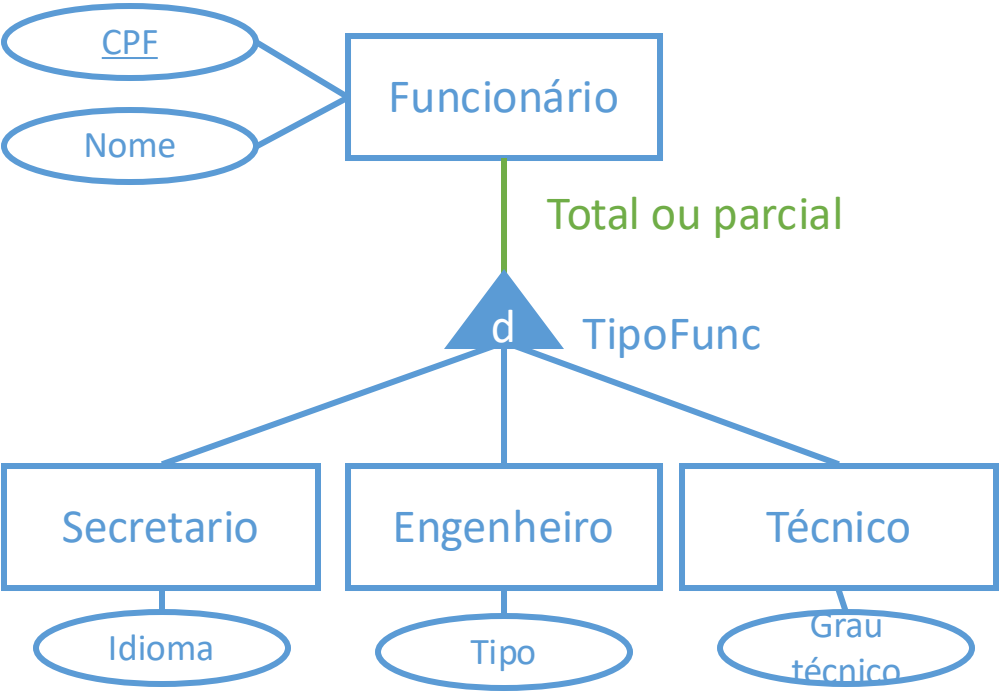 CPF
Funcionário
Nome
Total ou parcial
d
TipoFunc
Secretario
Engenheiro
Técnico
Idioma
Tipo
Grau
técnico